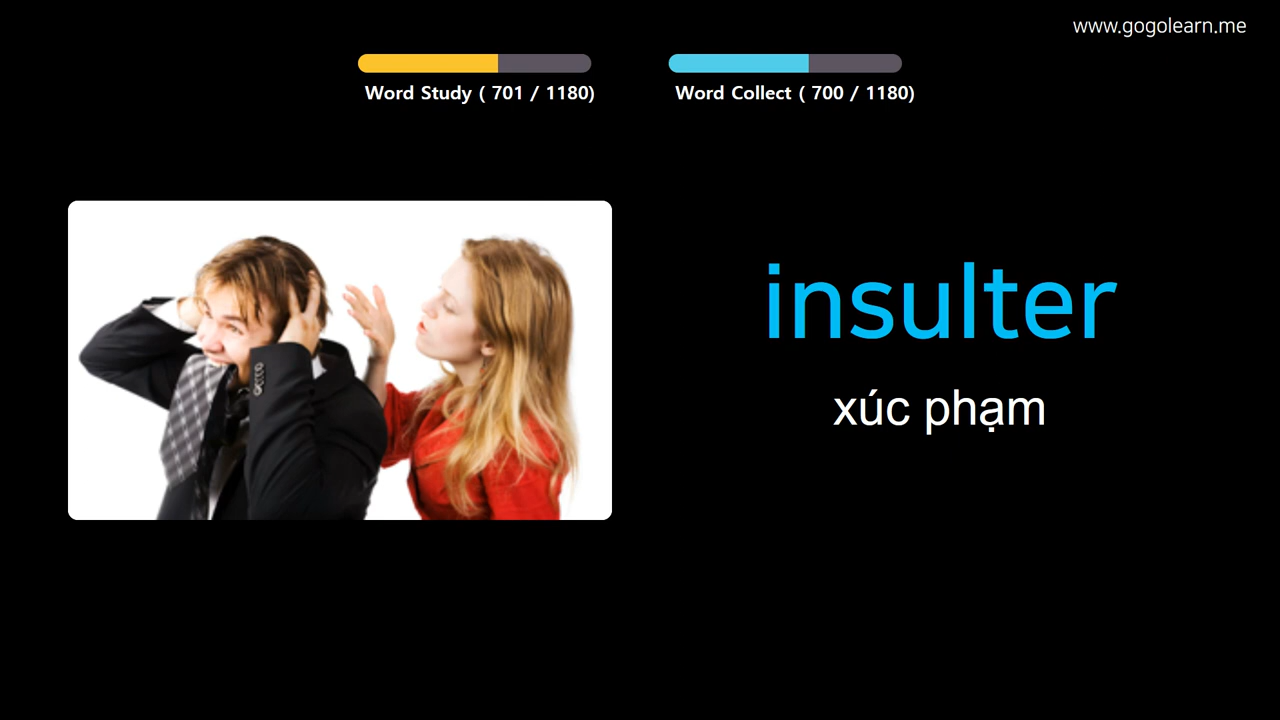 www.gogolearn.me
Word Study ( 701 / 1180)
Word Collect ( 700 / 1180)
insulter
xúc phạm